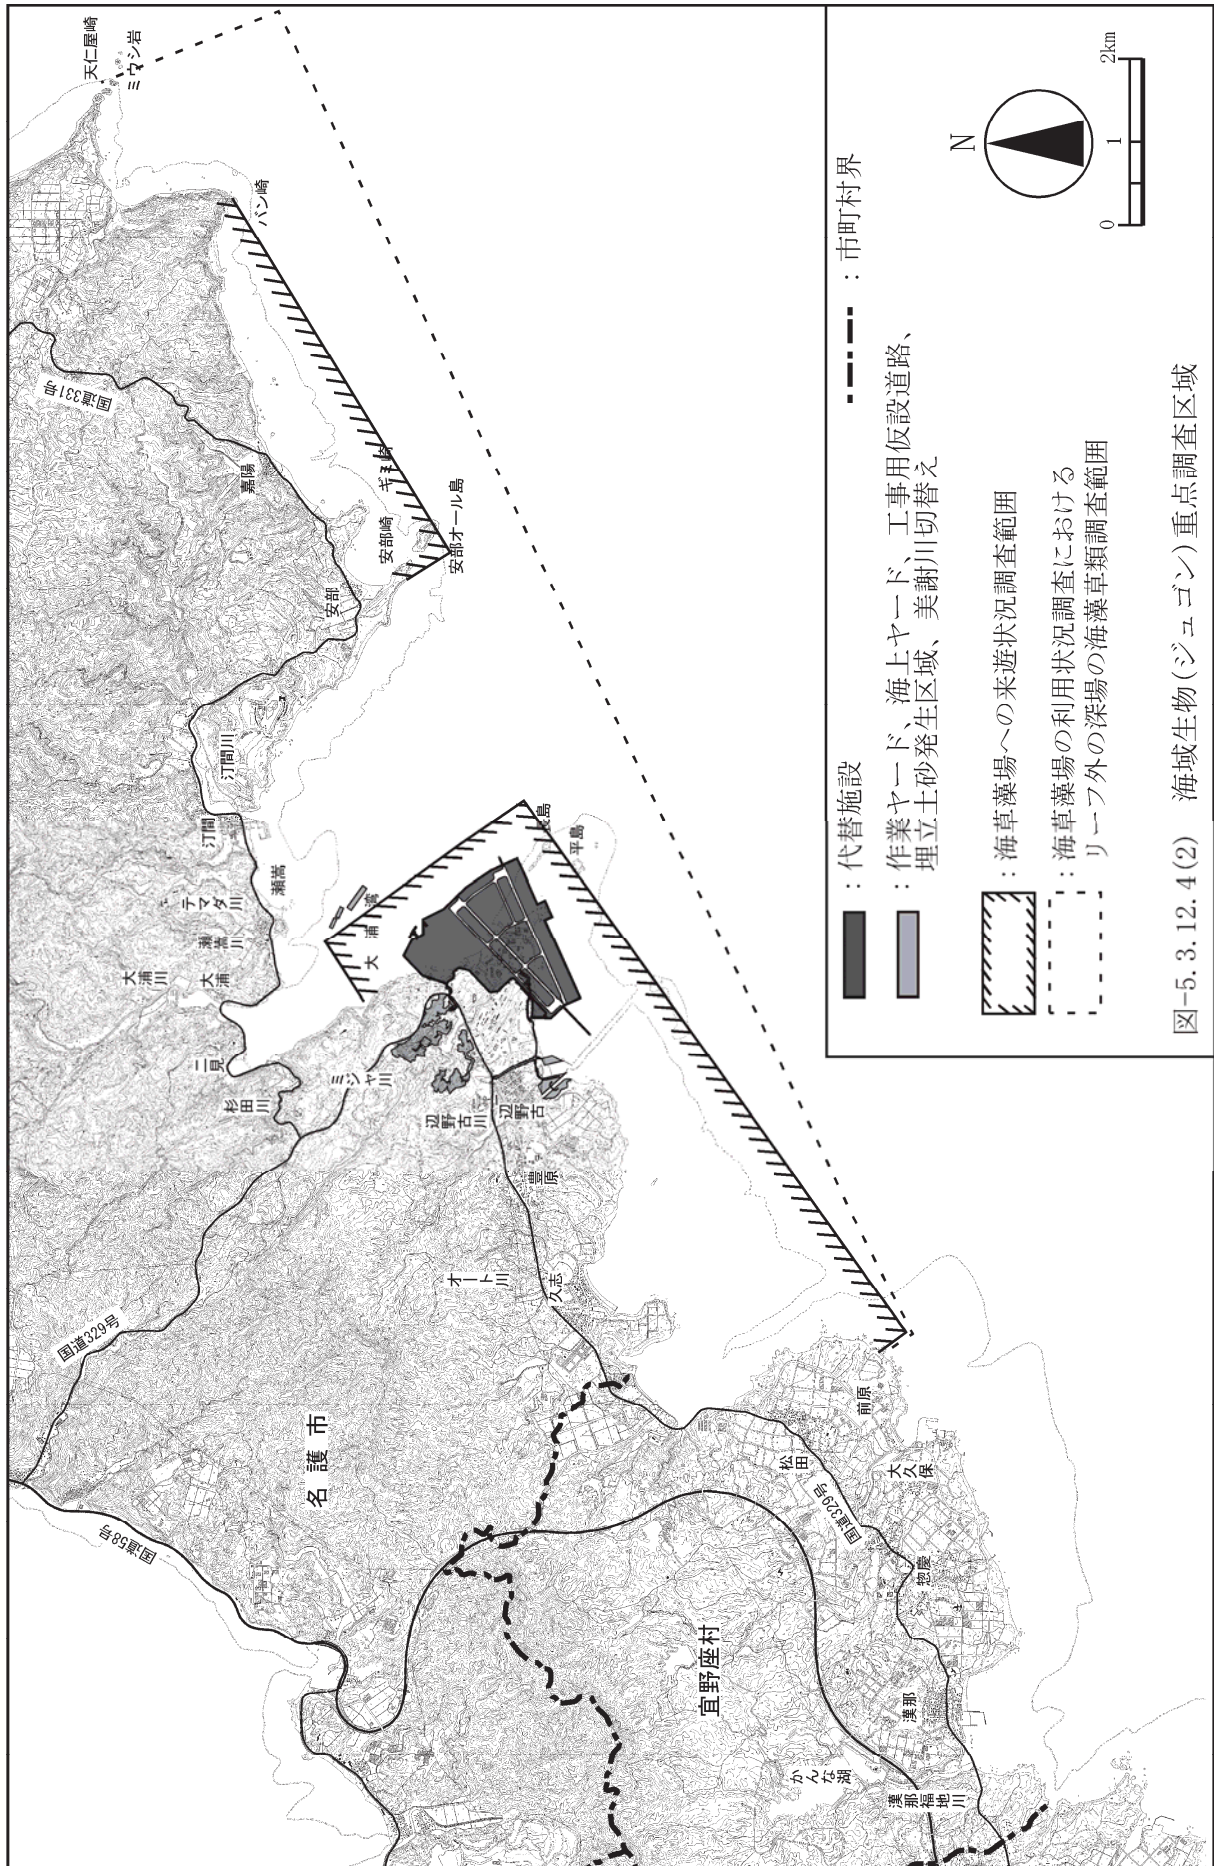 天仁屋崎
ミウシ岩
バン崎
国道331号
嘉陽
ギミ崎
安部崎
安部オール島
安部
汀間川
汀間
瀬嵩
テマダ川
瀬嵩川
大浦川
大浦
大浦湾
長島
平島
二見
杉田川
ミジャ川
辺野古川
辺野古
豊原
オート川
久志
国道329号
名護市
国道58号
前原
松田
大久保
国道329号
惣慶
宜野座村
漢那
かんな湖
漢那福地川
:代替施設
:市町村界
:作業ヤード、海上ヤード、工事用仮設道路、
埋立土砂発生区域、美謝川切替え
:海草藻場への来遊状況調査範囲
:海草藻場の利用状況調査における
リーフ外の深場の海藻草類調査範囲
N
0 1 2km
図-5.3.12.4(2) 海域生物(ジュゴン)重点調査区域